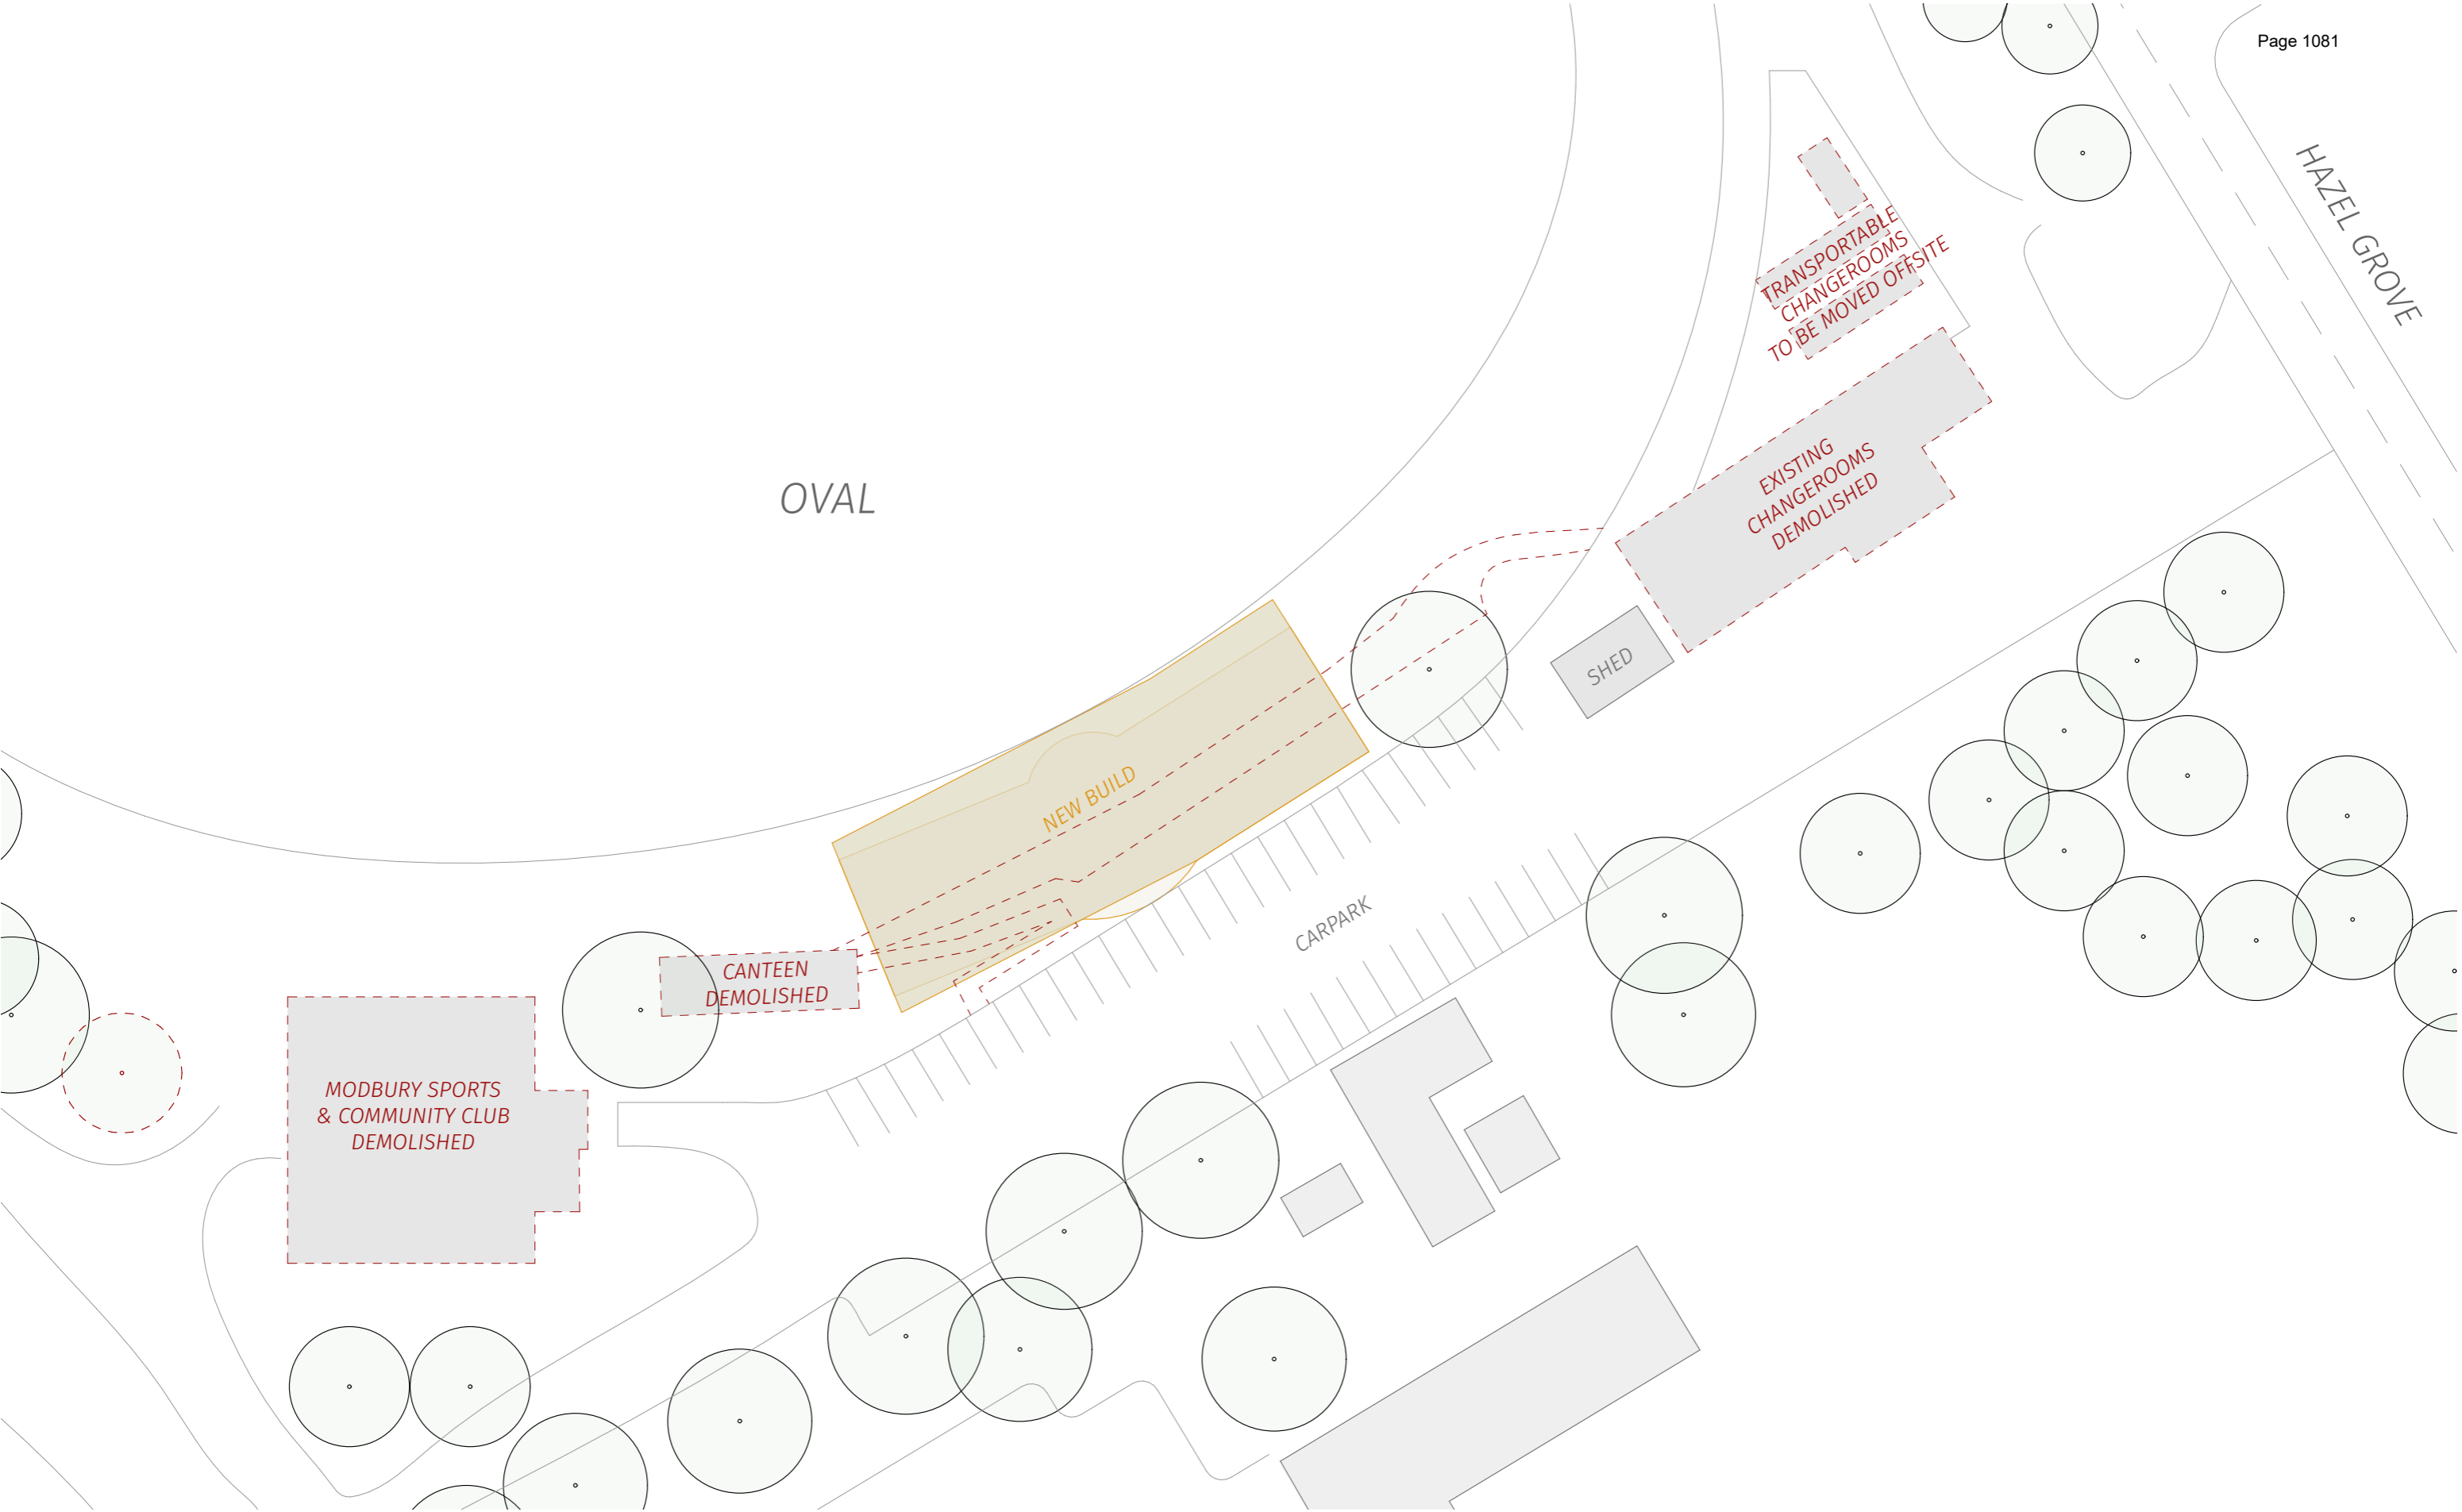 Page 1081
HAZEL GROVE
TRANSPORTABLE
CHANGEROOMS
TO BE MOVED OFFSITE
EXISTING
CHANGEROOMS
DEMOLISHED
OVAL
SHED
NEW BUILD
CARPARK
CANTEEN
DEMOLISHED
MODBURY SPORTS
& COMMUNITY CLUB
DEMOLISHED